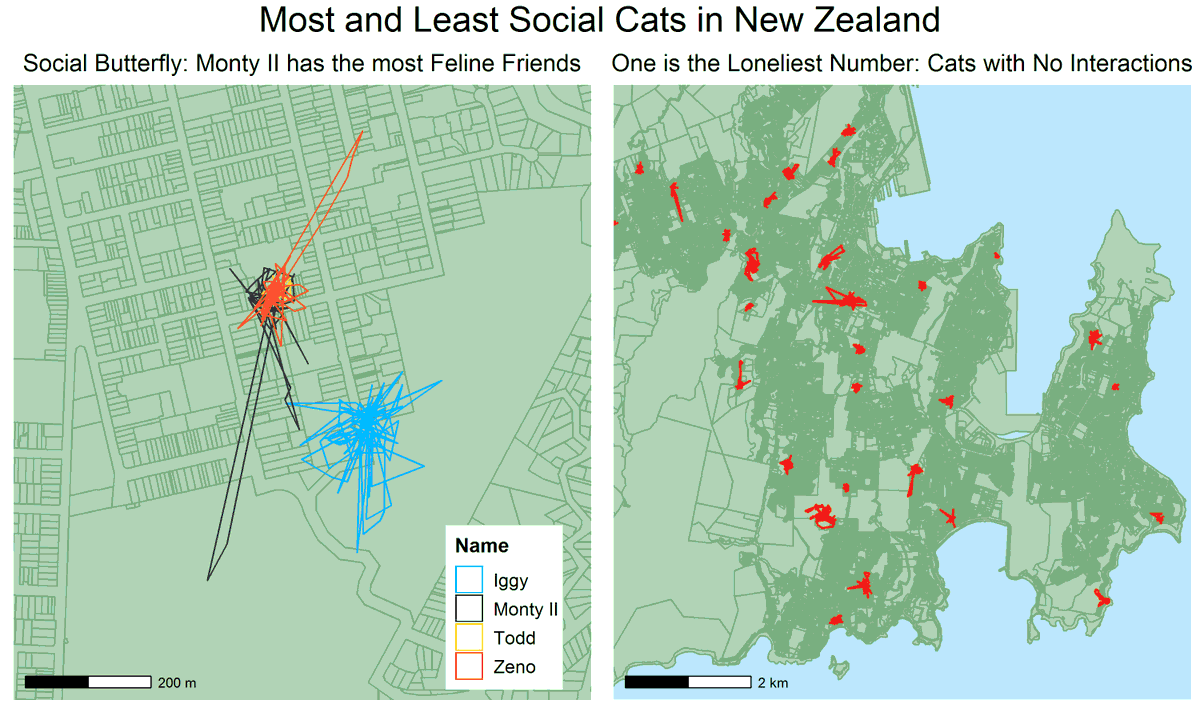 Most and Least Social Cats in New Zealand
Social Butterfly: Monty II has the most Feline Friends
One is the Loneliest Number: Cats with No Interactions
Name
Iggy
Monty II
Todd
Zeno
200 m
2 km